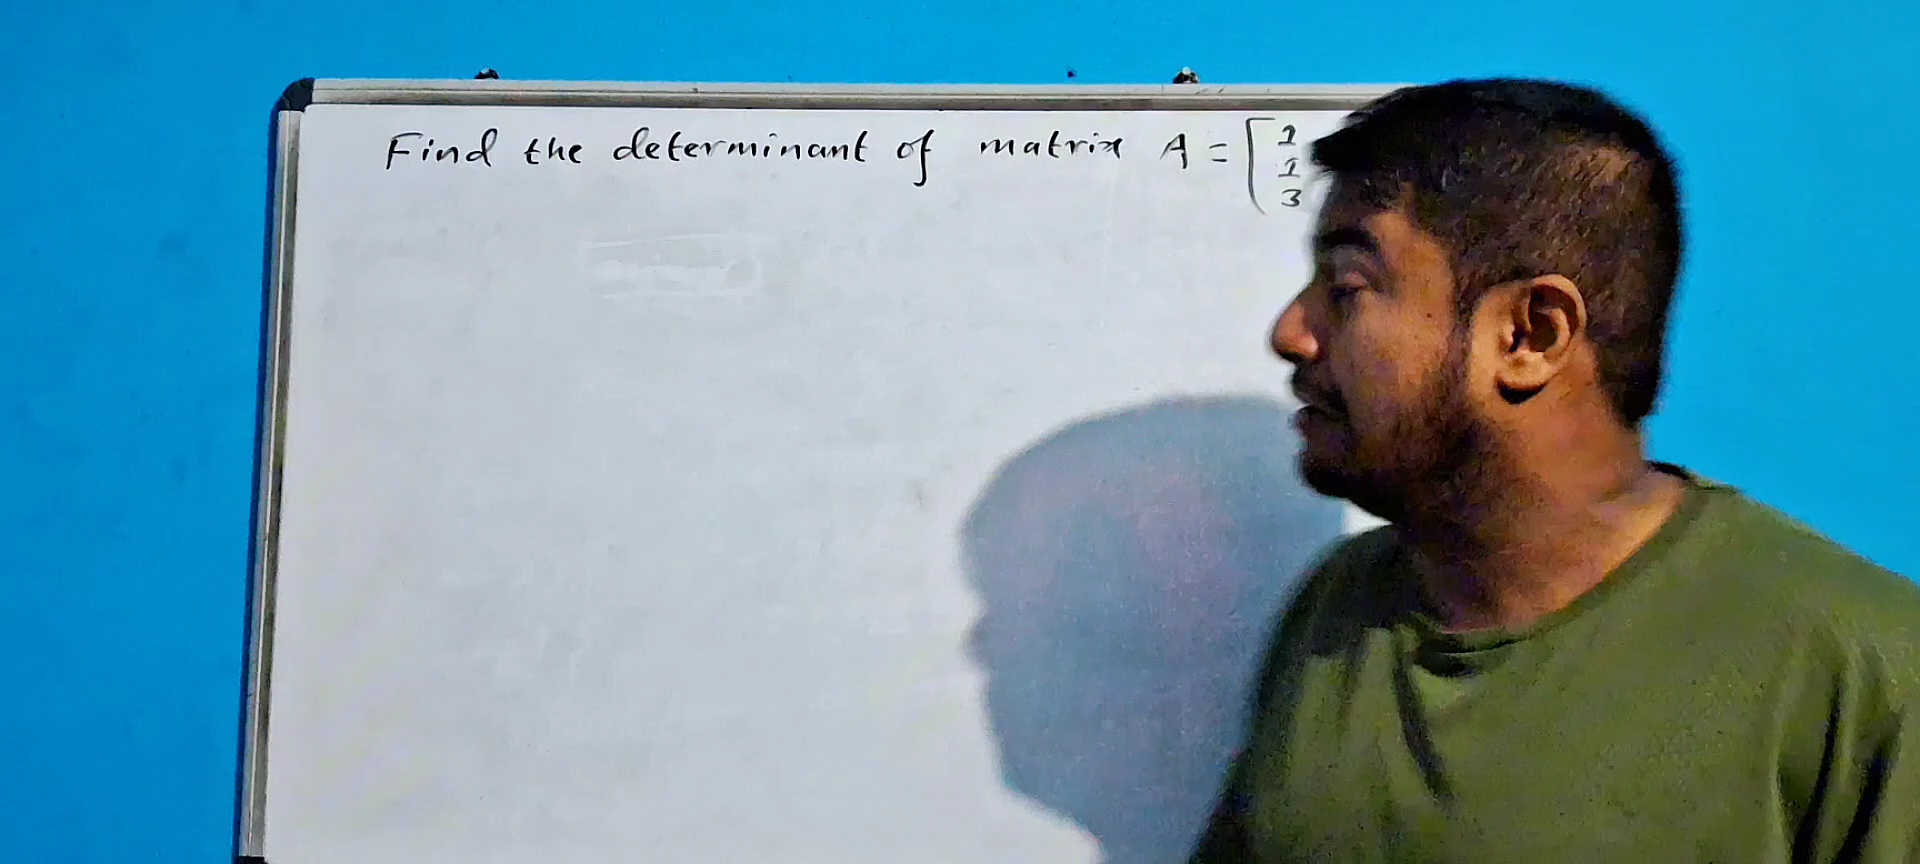 Find the determinant of matrix A = [1
1
3